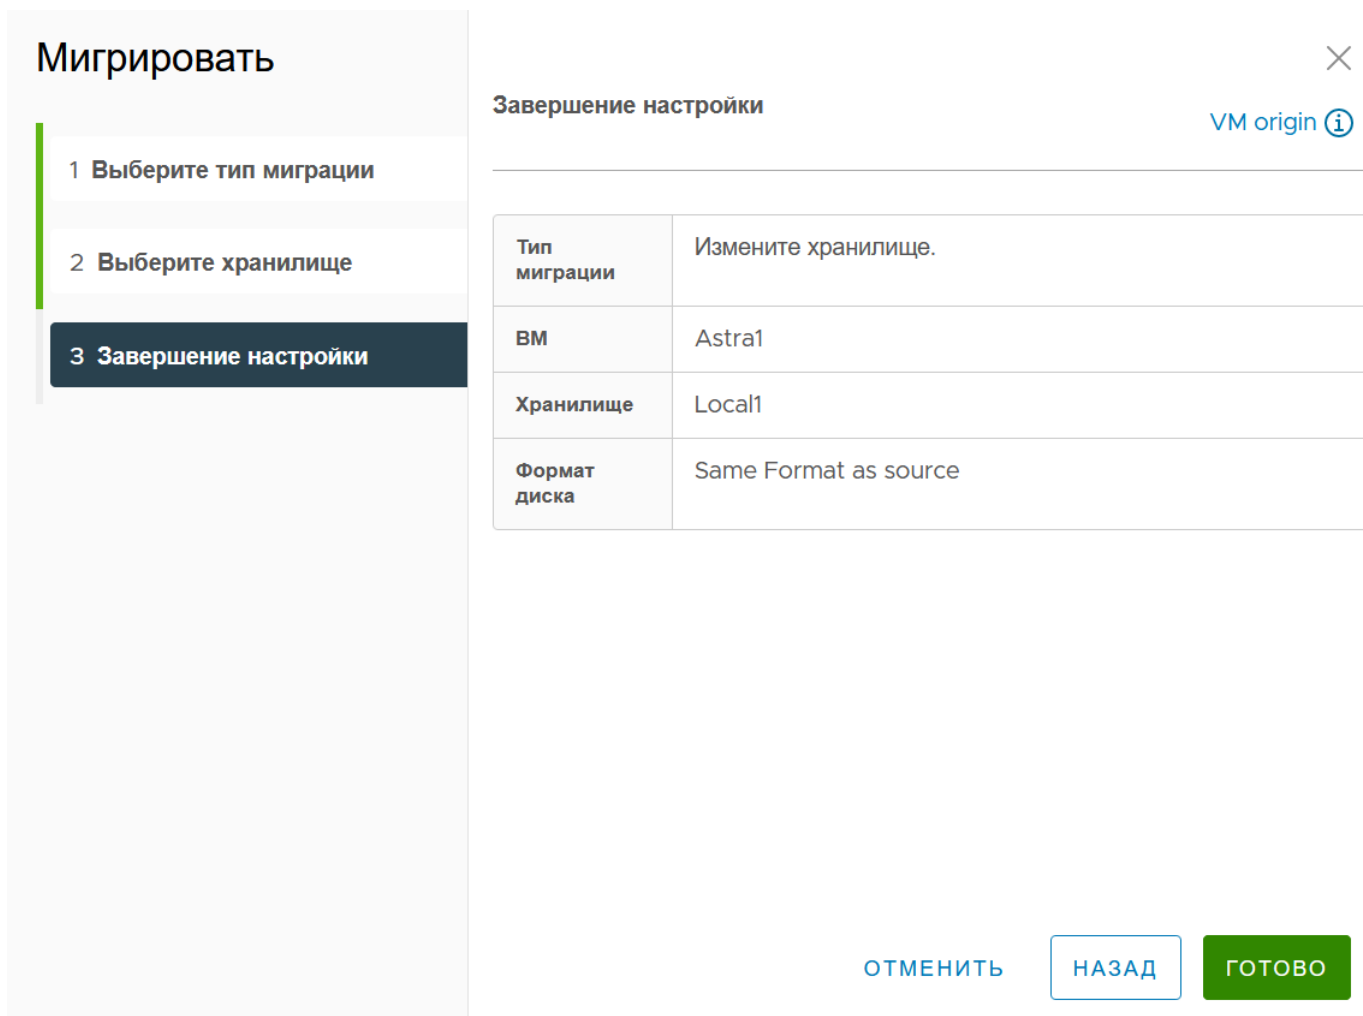 Мигрировать
1 Выберите тип миграции
2 Выберите хранилище
3 Завершение настройки
Завершение настройки
VM origin
Тип
миграции
Измените хранилище.
ВМ
Astra1
Хранилище
Local1
Формат
диска
Same Format as source
ОТМЕНИТЬ
НАЗАД
ГОТОВО